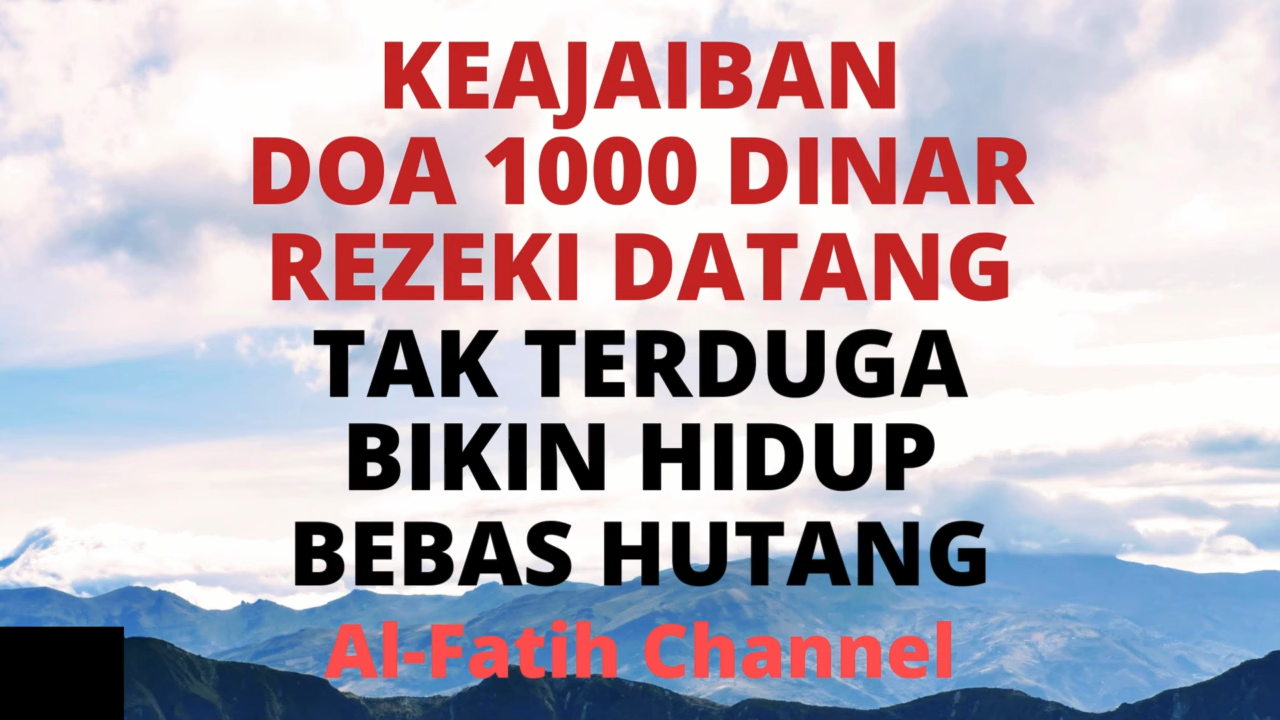 KEAJAIBAN
DOA 1000 DINAR
REZEKI DATANG
TAK TERDUGA
BIKIN HIDUP
BEBAS HUTANG
Al-Fatih Channel